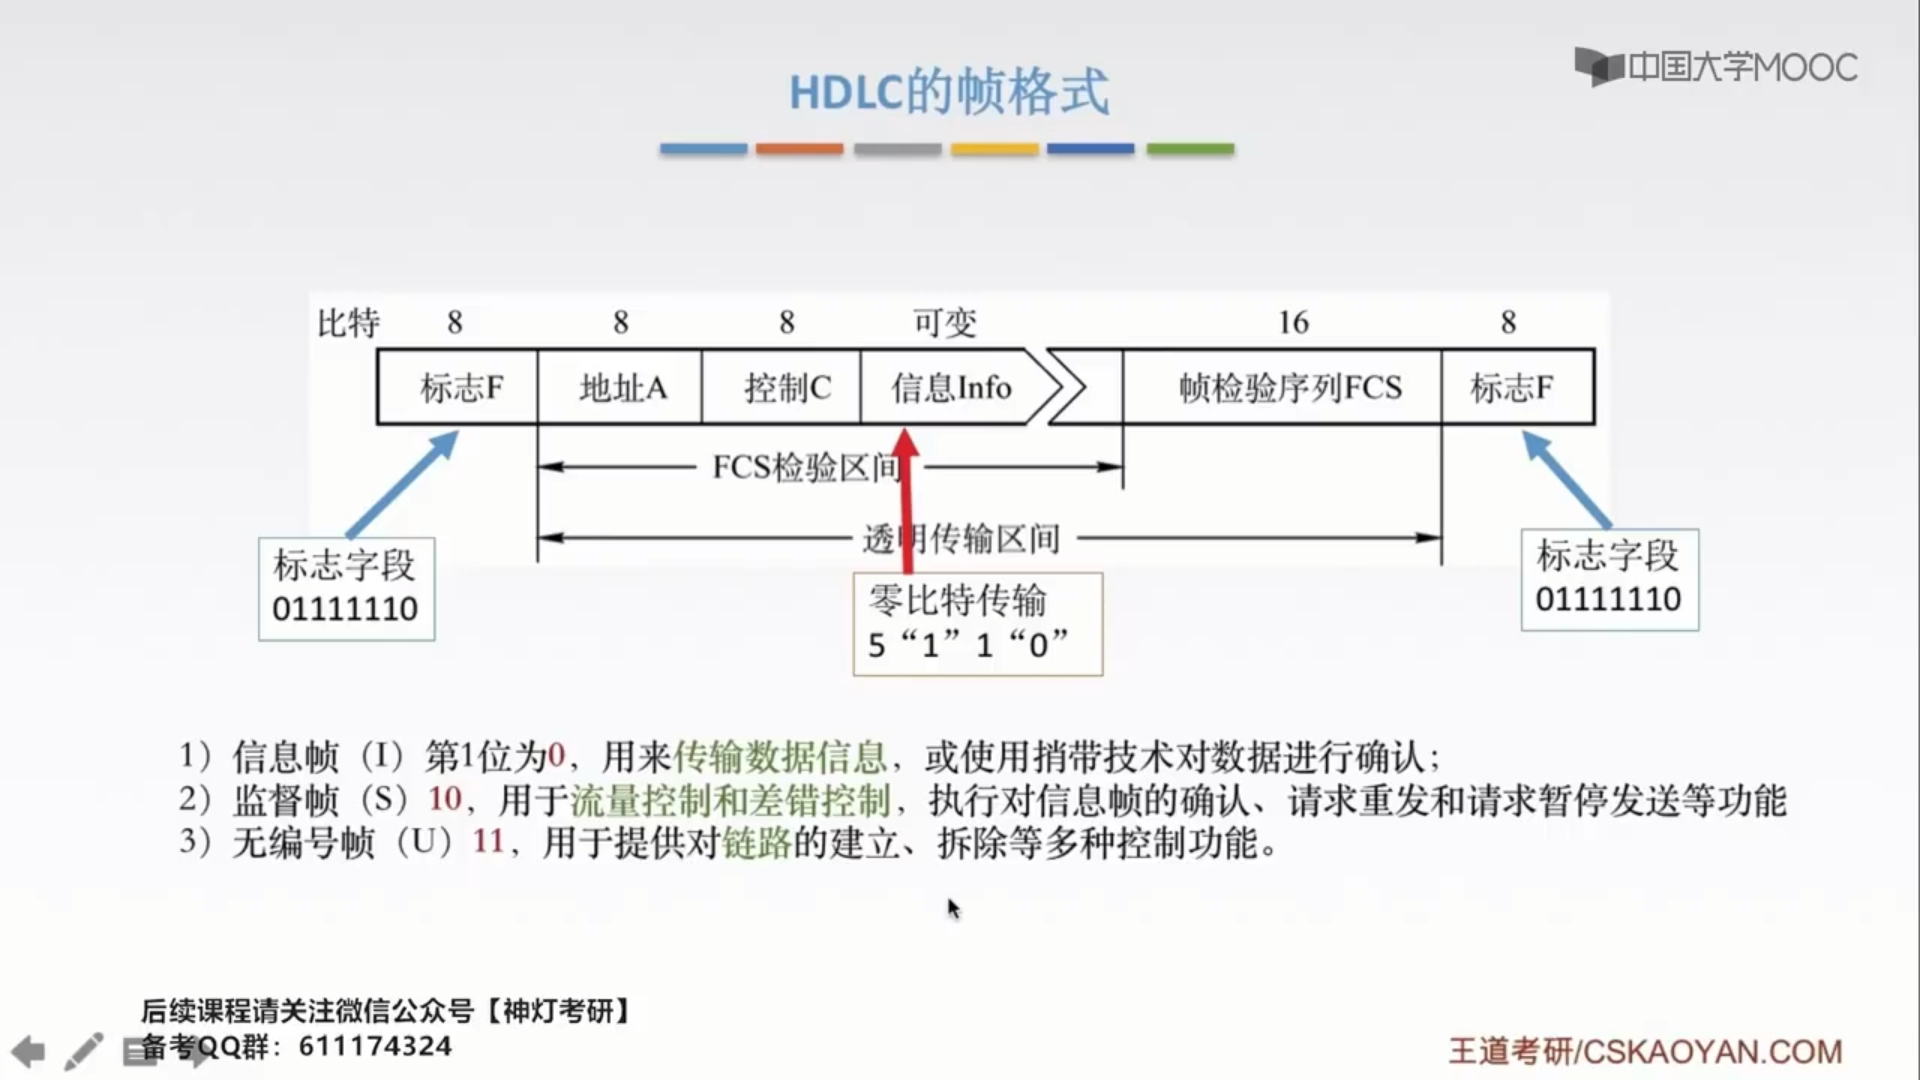 中国大学MOOC
HDLC的帧格式
比特 8 8 8 可变 16 8
标志F 地址A 控制C 信息Info 帧检验序列FCS 标志F
FCS检验区间
透明传输区间
标志字段
01111110
零比特传输
5“1”1“0”
标志字段
01111110
1）信息帧（I）第1位为0，用来传输数据信息，或使用捎带技术对数据进行确认；
2）监督帧（S）10，用于流量控制和差错控制，执行对信息帧的确认、请求重发和请求暂停发送等功能
3）无编号帧（U）11，用于提供对链路的建立、拆除等多种控制功能。
后续课程请关注微信公众号【神灯考研】
备考QQ群：611174324
王道考研/CSKAOYAN.COM